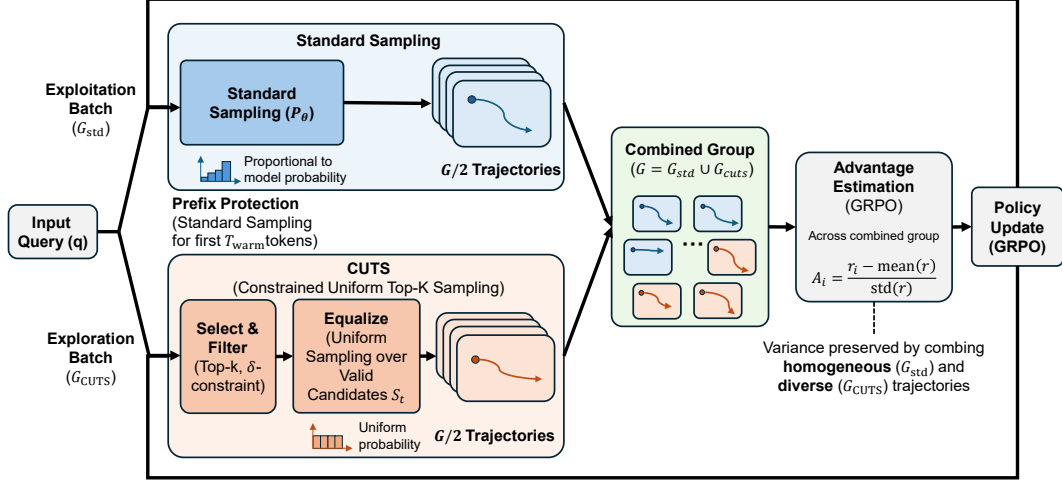 Input
Query (q)
Exploitation
Batch
(G_std)
Exploration
Batch
(G_CUTS)
Standard Sampling
Standard
Sampling (P_θ)
Proportional to
model probability
G/2 Trajectories
Prefix Protection
(Standard Sampling
for first T_warm tokens)
CUTS
(Constrained Uniform Top-K Sampling)
Select &
Filter
(Top-k, δ-
constraint)
Equalize
(Uniform
Sampling over
Valid
Candidates S_t)
Uniform
probability
G/2 Trajectories
Combined Group
(G = G_std ∪ G_cuts)
...
Advantage
Estimation
(GRPO)
Across combined group
A_i = (r_i − mean(r)) / std(r)
Variance preserved by combing
homogeneous (G_std) and
diverse (G_CUTS) trajectories
Policy
Update
(GRPO)